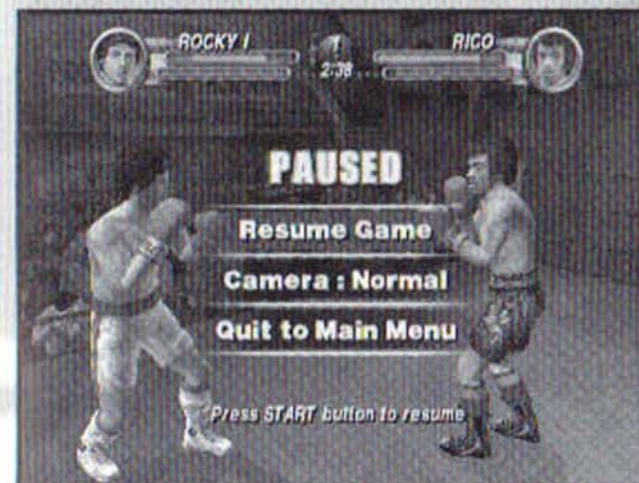 ROCKY I
RICO
1
2:38
PAUSED
Resume Game
Camera : Normal
Quit to Main Menu
Press START button to resume